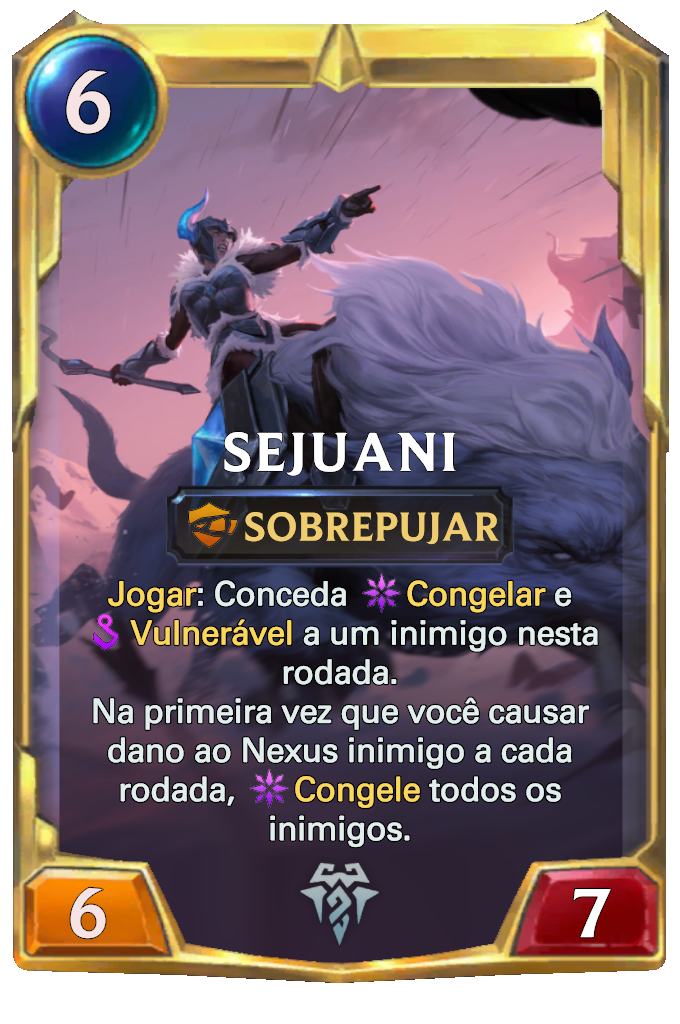 6
SEJUANI
SOBREPUJAR
Jogar: Conceda Congelar e
Vulnerável a um inimigo nesta
rodada.
Na primeira vez que você causar
dano ao Nexus inimigo a cada
rodada, Congele todos os
inimigos.
6
7